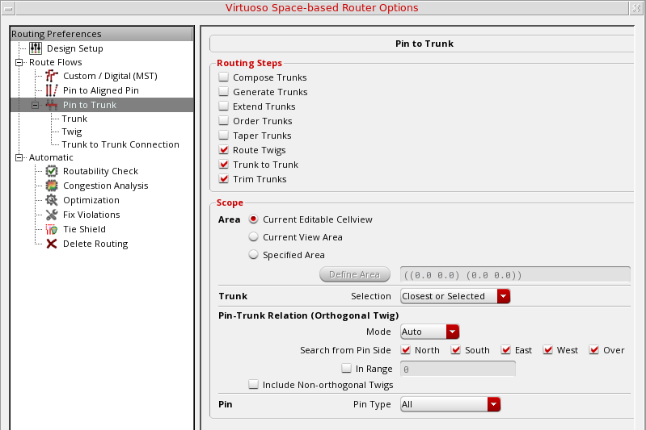 Virtuoso Space-based Router Options
Routing Preferences
Design Setup
Route Flows
Custom / Digital (MST)
Pin to Aligned Pin
Pin to Trunk
Trunk
Twig
Trunk to Trunk Connection
Automatic
Routability Check
Congestion Analysis
Optimization
Fix Violations
Tie Shield
Delete Routing
Pin to Trunk
Routing Steps
Compose Trunks
Generate Trunks
Extend Trunks
Order Trunks
Taper Trunks
Route Twigs
Trunk to Trunk
Trim Trunks
Scope
Area Current Editable Cellview
Current View Area
Specified Area
Define Area ((0.0 0.0) (0.0 0.0))
Trunk Selection Closest or Selected
Pin-Trunk Relation (Orthogonal Twig)
Mode Auto
Search from Pin Side North South East West Over
In Range 0
Include Non-orthogonal Twigs
Pin Pin Type All